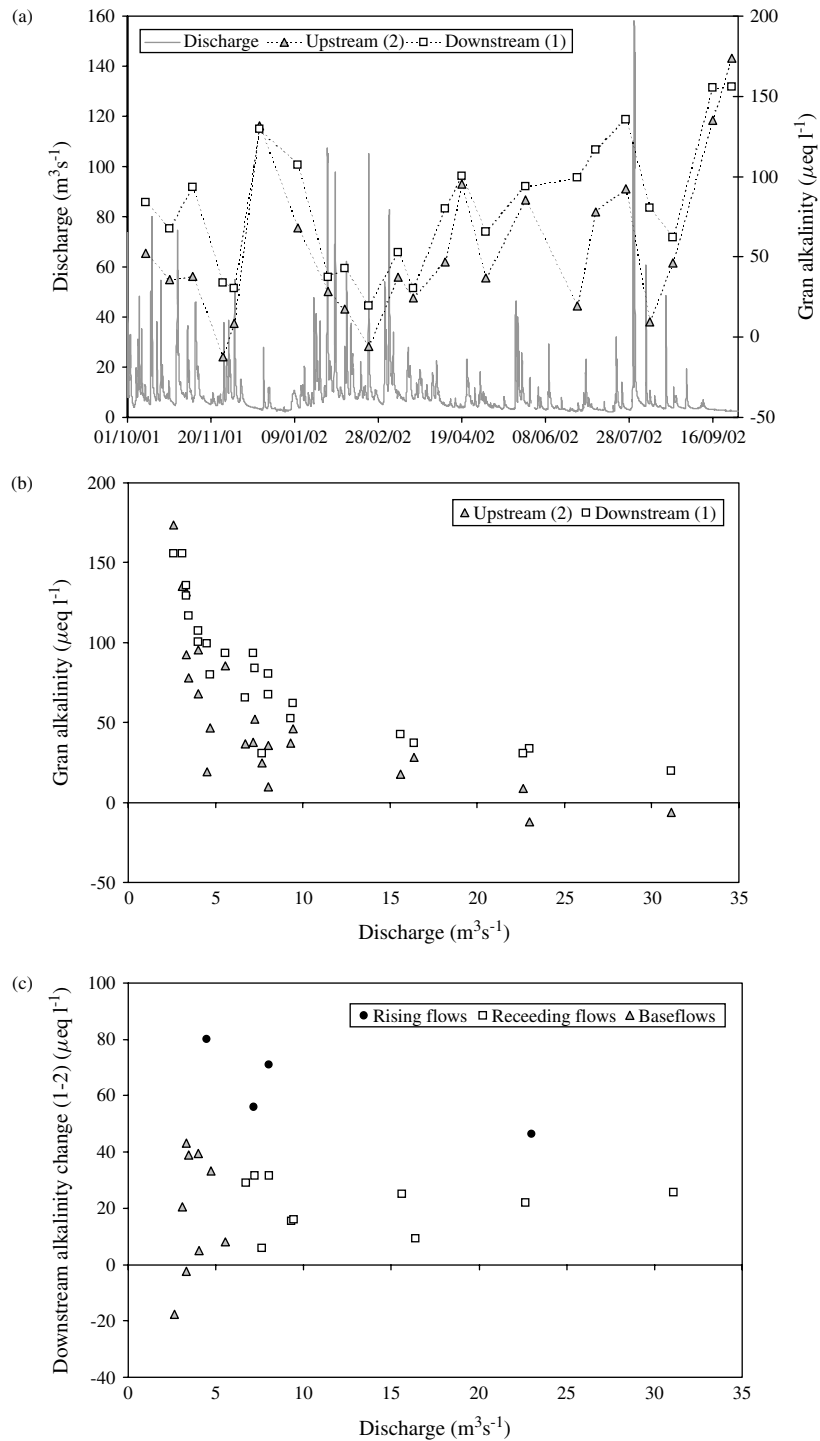 (a)
160
140
120
100
80
60
40
20
0
Discharge (m³s⁻¹)
Discharge Upstream (2) Downstream (1)
200
150
100
50
0
-50
Gran alkalinity (μeq l⁻¹)
01/10/01 20/11/01 09/01/02 28/02/02 19/04/02 08/06/02 28/07/02 16/09/02
(b)
200
150
100
50
0
-50
Gran alkalinity (μeq l⁻¹)
Upstream (2) Downstream (1)
0 5 10 15 20 25 30 35
Discharge (m³s⁻¹)
(c)
100
80
60
40
20
0
-20
-40
Downstream alkalinity change (1-2) (μeq l⁻¹)
Rising flows Receeding flows Baseflows
0 5 10 15 20 25 30 35
Discharge (m³s⁻¹)